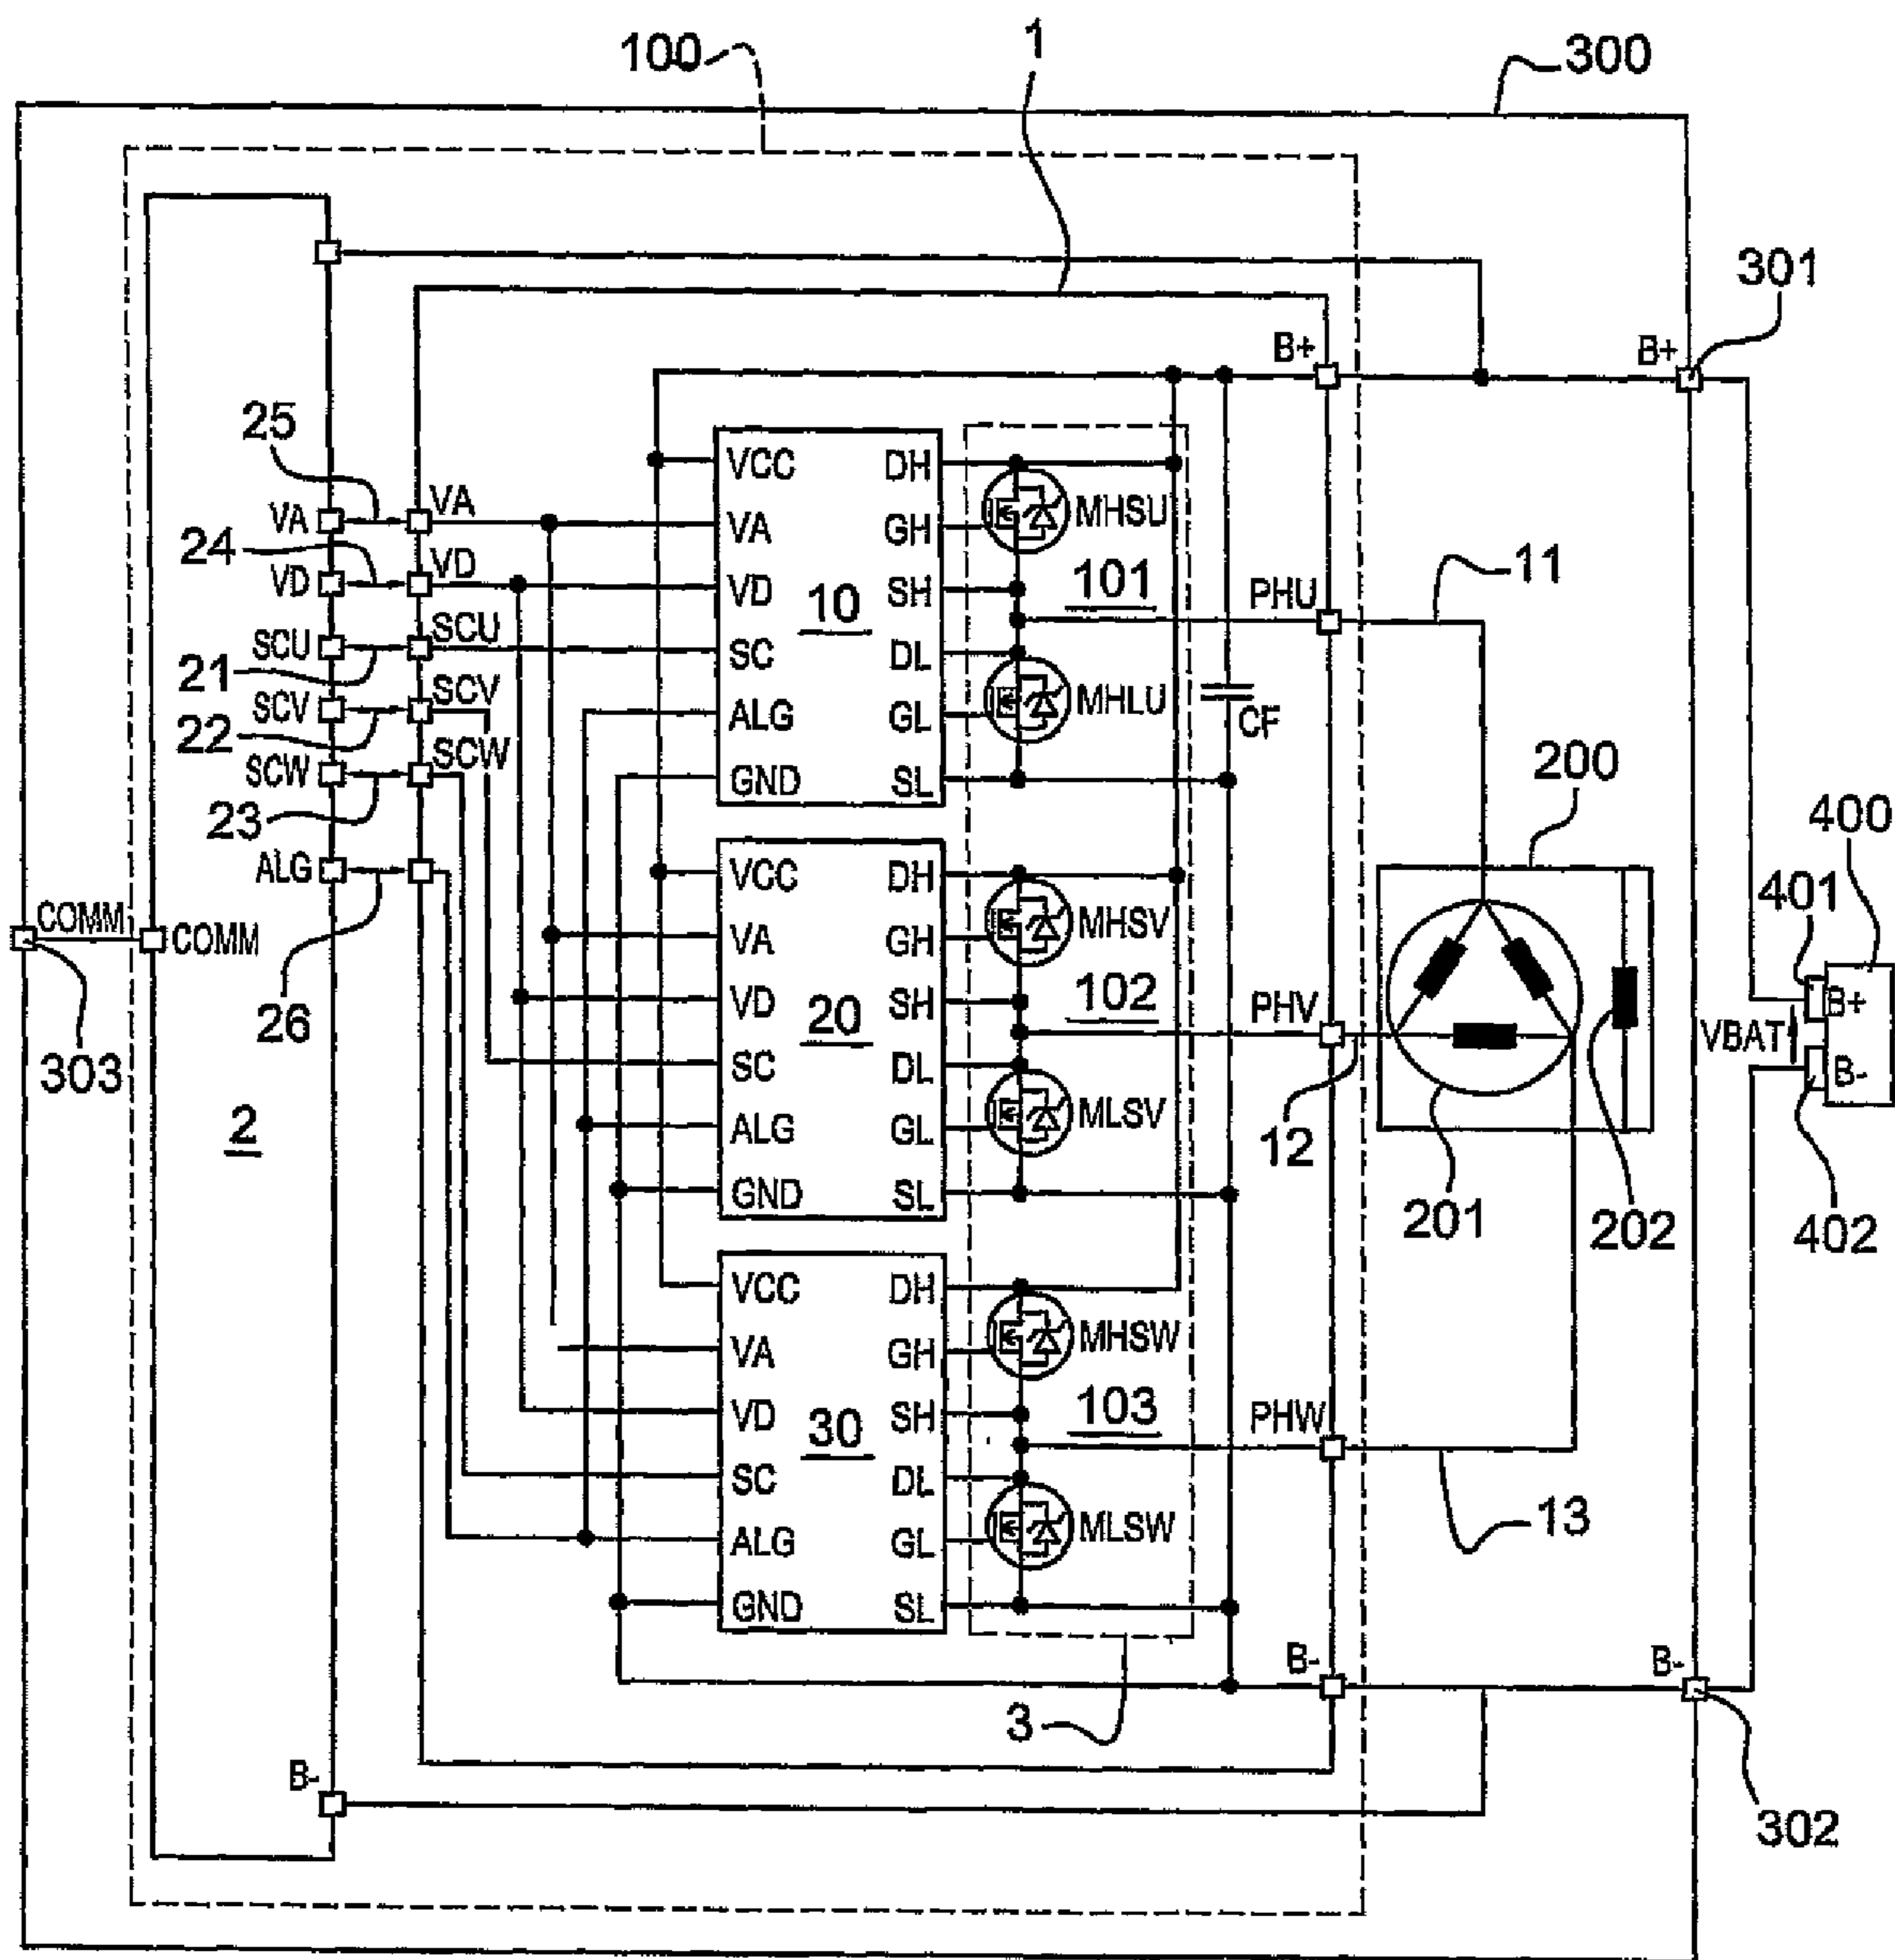 100
1
300
301
B+
B+
25
VA
VA
24
VD
VD
SCU
SCU
21
SCV
SCV
22
SCW
SCW
23
ALG
26
COMM
COMM
303
2
VCC
VA
VD
SC
ALG
GND
10
DH
GH
SH
DL
GL
SL
MHSU
101
MHLU
CF
PHU
11
VCC
VA
VD
SC
ALG
GND
20
DH
GH
SH
DL
GL
SL
MHSV
102
MLSV
PHV
12
200
201
202
400
401
B+
VBAT
B-
402
VCC
VA
VD
SC
ALG
GND
30
DH
GH
SH
DL
GL
SL
MHSW
103
MLSW
PHW
13
B-
B-
3
B-
302